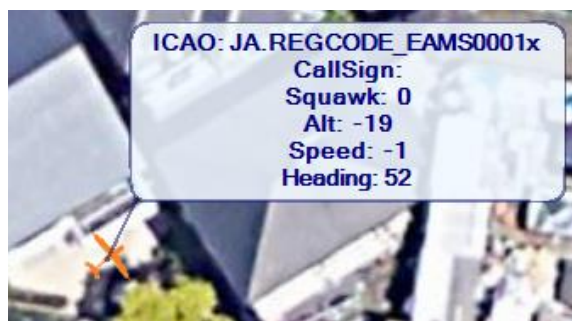 ICAO: JA.REGCODE_EAMS0001x
CallSign:
Squawk: 0
Alt: -19
Speed: -1
Heading: 52